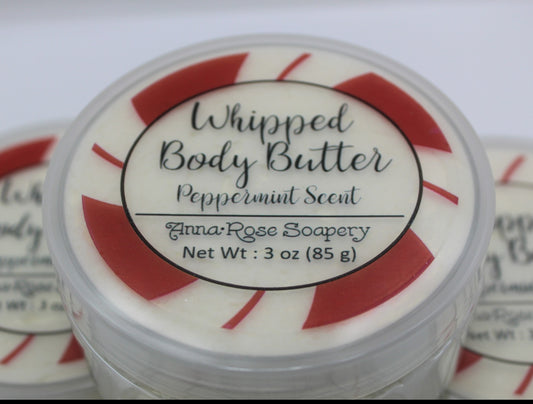 Whipped
Body Butter
Peppermint Scent
Anna·Rose Soapery
Net Wt : 3 oz (85 g)